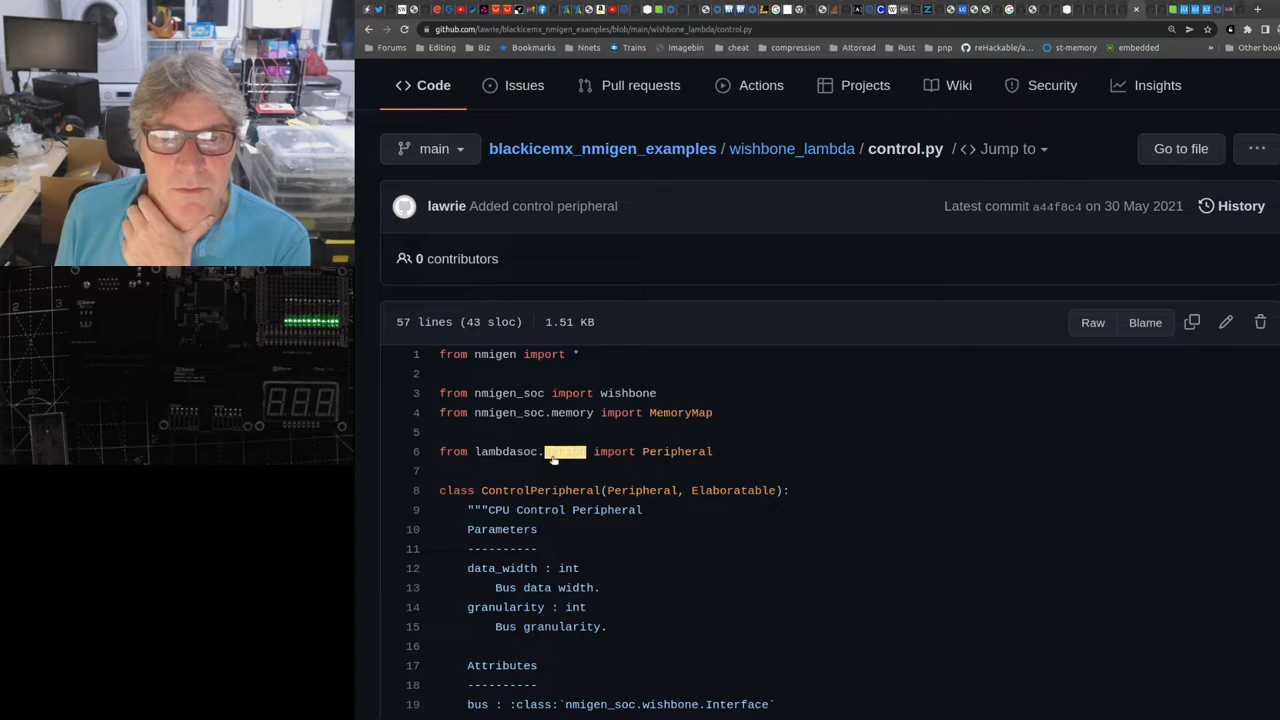 github.com/lawrie/blackicemx_nmigen_examples/blob/main/wishbone_lambda/control.py
Forums Editing Biz Bookmarks Nnets Trains Imagebin cheat compression AItoread Rust pnp rehackable/a... st-memory embedded » Other book
Code Issues Pull requests Actions Projects Wiki Security Insights
main blackicemx_nmigen_examples / wishbone_lambda / control.py / <> Jump to Go to file ...
lawrie Added control peripheral Latest commit a44f8c4 on 30 May 2021 History
0 contributors
57 lines (43 sloc) 1.51 KB Raw Blame
1 from nmigen import *
2
3 from nmigen_soc import wishbone
4 from nmigen_soc.memory import MemoryMap
5
6 from lambdasoc. import Peripheral
7
8 class ControlPeripheral(Peripheral, Elaboratable):
9 """CPU Control Peripheral
10 Parameters
11 ----------
12 data_width : int
13 Bus data width.
14 granularity : int
15 Bus granularity.
16
17 Attributes
18 ----------
19 bus : :class:`nmigen_soc.wishbone.Interface`